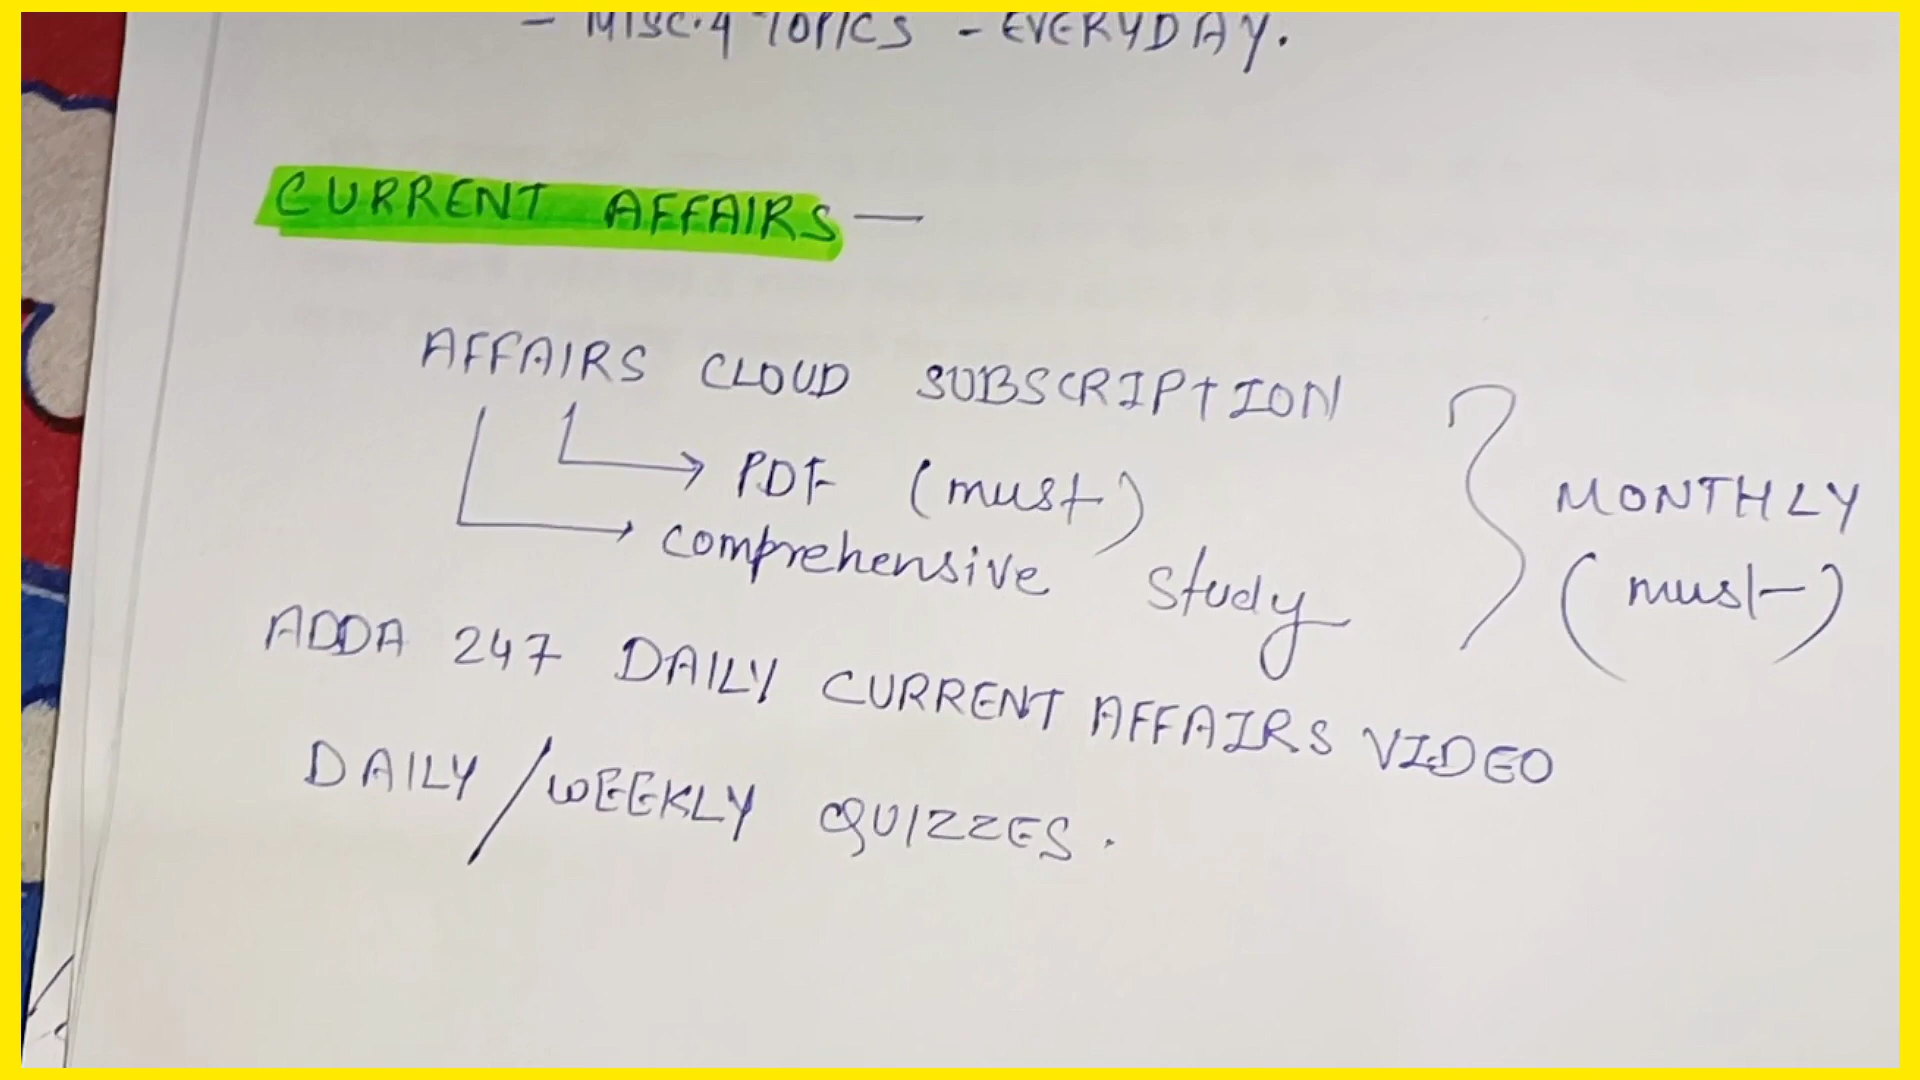 - MISC. 4 TOPICS - EVERYDAY.
CURRENT AFFAIRS —
AFFAIRS CLOUD SUBSCRIPTION
PDF (must)
comprehensive study
MONTHLY
(must)
ADDA 247 DAILY CURRENT AFFAIRS VIDEO
DAILY / WEEKLY QUIZZES.